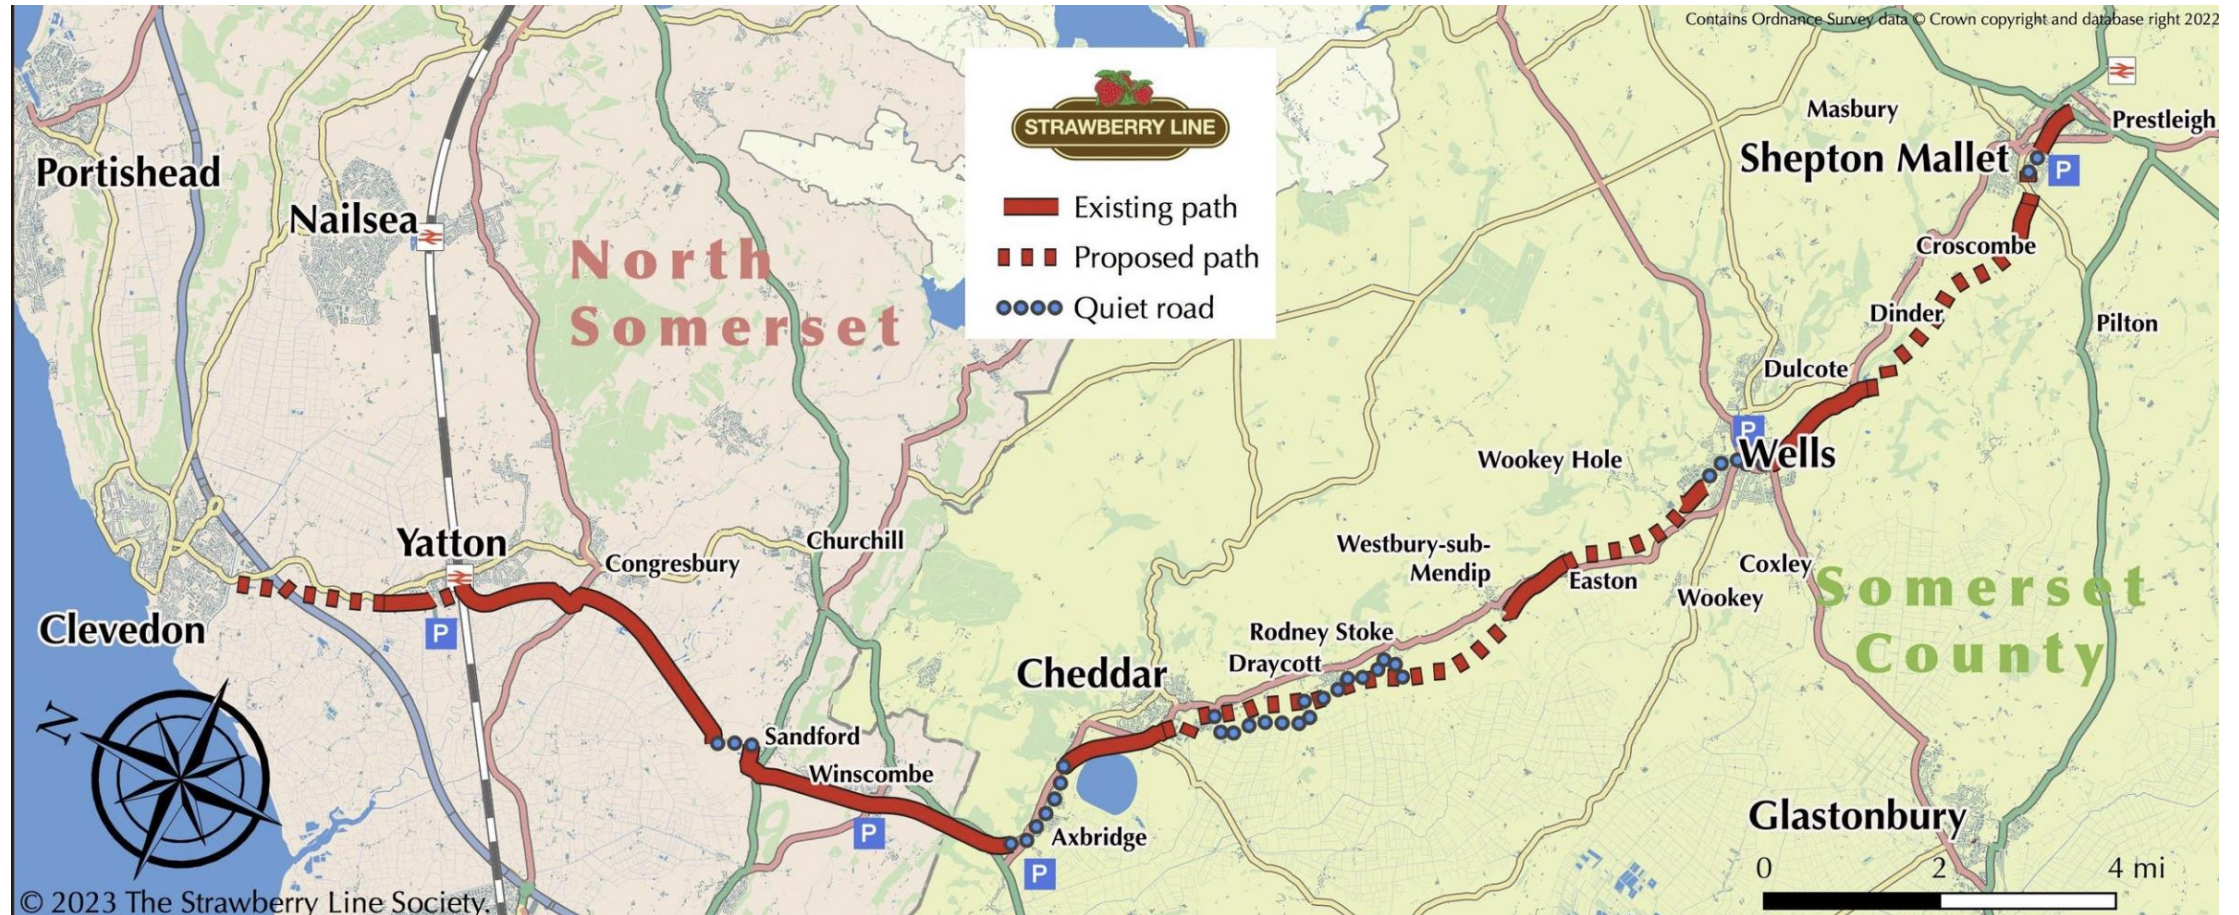 Contains Ordnance Survey data © Crown copyright and database right 2022
STRAWBERRY LINE
Existing path
Proposed path
Quiet road
Masbury
Prestleigh
Shepton Mallet
P
Portishead
Nailsea
North
Somerset
Croscombe
Dinder
Pilton
Dulcote
P
Wells
Wookey Hole
Yatton
Churchill
Congresbury
Westbury-sub-
Mendip
Easton
Coxley
Wookey
Somerset
County
Clevedon
P
Rodney Stoke
Draycott
Cheddar
Sandford
Winscombe
P
Axbridge
P
N
Glastonbury
0 2 4 mi
© 2023 The Strawberry Line Society.